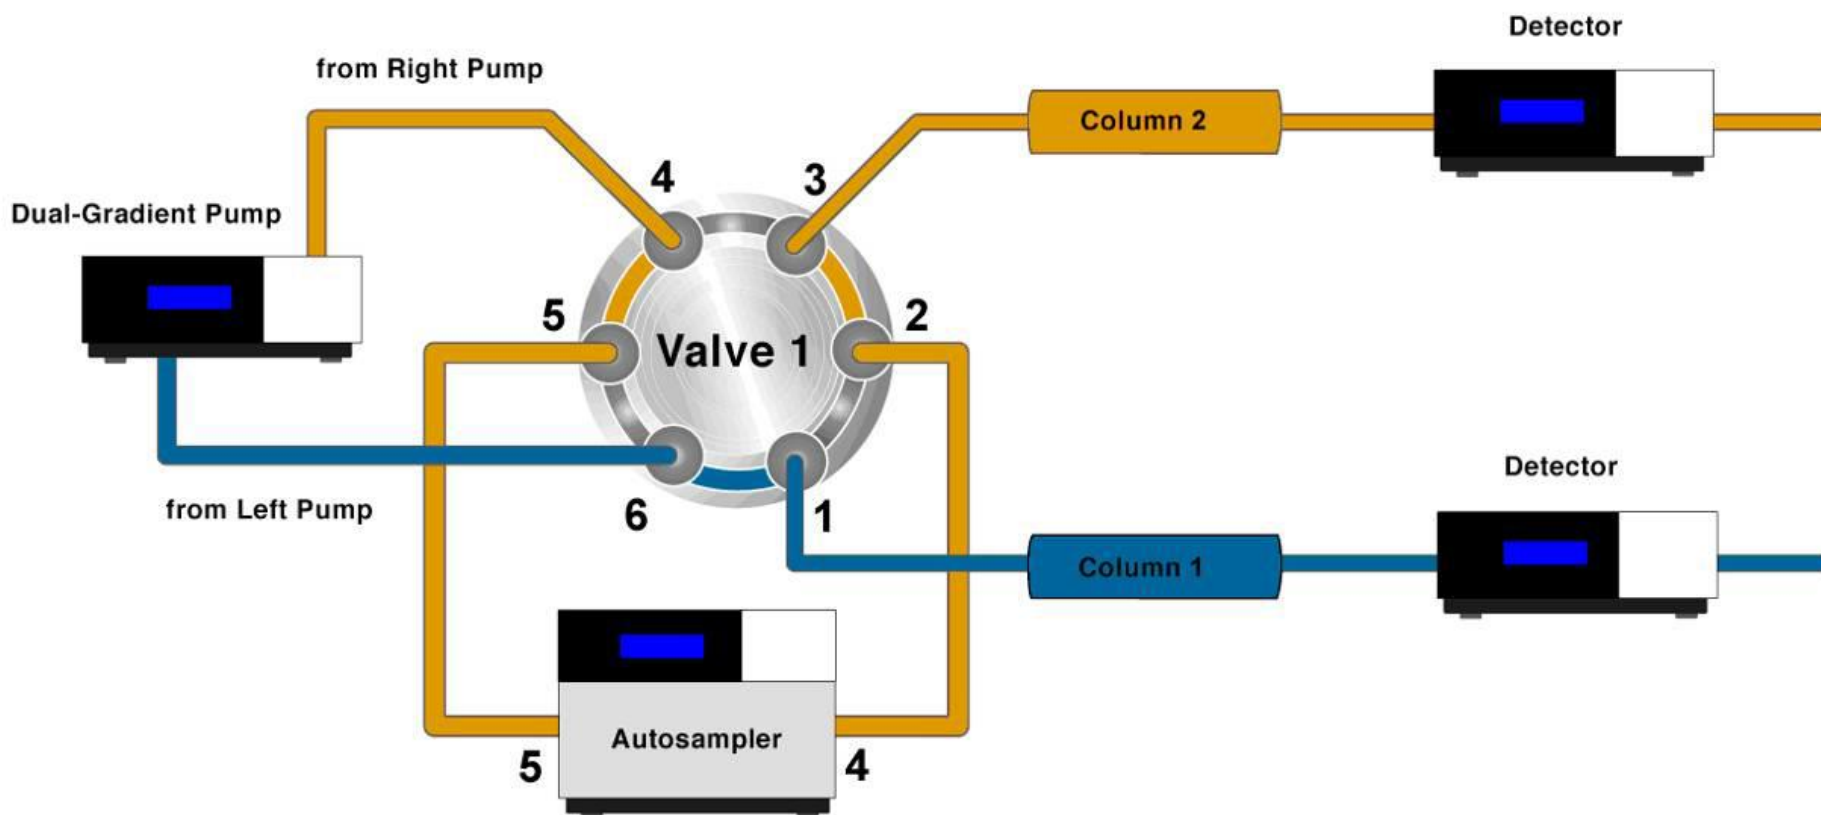 Detector
from Right Pump
Column 2
4
3
Dual-Gradient Pump
5
2
Valve 1
Detector
from Left Pump
6
1
Column 1
Autosampler
5
4